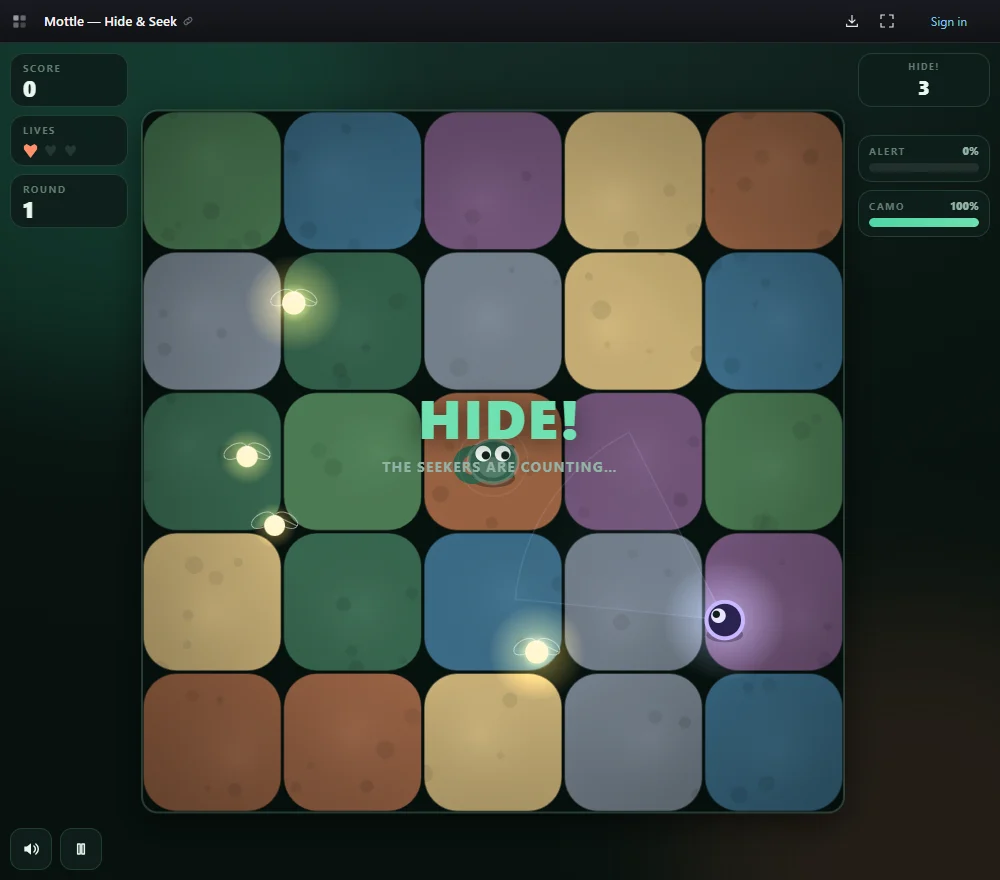 Mottle — Hide & Seek
Sign in
SCORE
0
LIVES
ROUND
1
HIDE!
3
ALERT 0%
CAMO 100%
HIDE!
THE SEEKERS ARE COUNTING...